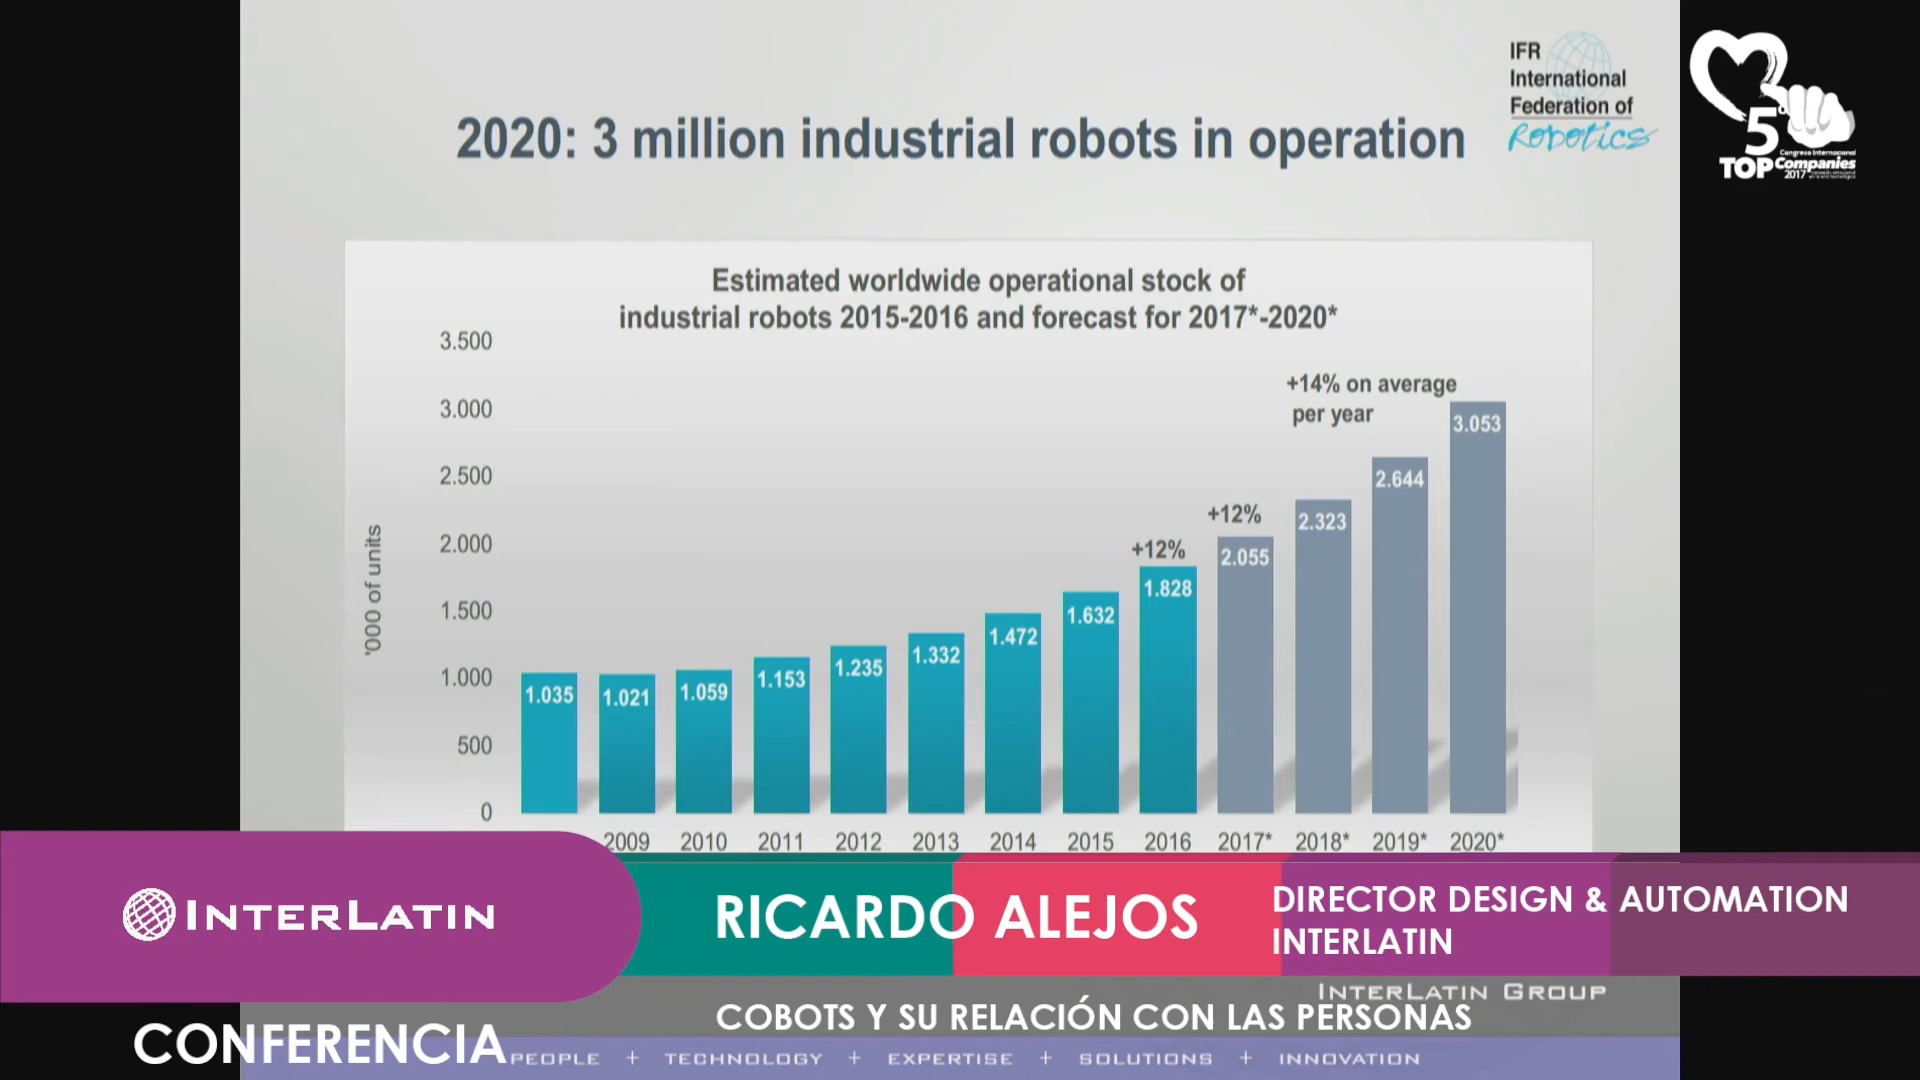 IFR
International
Federation of
Robotics
5°
Congreso Internacional
TOP Companies
2017
2020: 3 million industrial robots in operation
Estimated worldwide operational stock of
industrial robots 2015-2016 and forecast for 2017*-2020*
'000 of units
3.500
3.000
2.500
2.000
1.500
1.000
500
0
+12%
+12%
+14% on average
per year
1.035
1.021
1.059
1.153
1.235
1.332
1.472
1.632
1.828
2.055
2.323
2.644
3.053
2009 2010 2011 2012 2013 2014 2015 2016 2017* 2018* 2019* 2020*
INTERLATIN
RICARDO ALEJOS
DIRECTOR DESIGN & AUTOMATION
INTERLATIN
INTERLATIN GROUP
COBOTS Y SU RELACIÓN CON LAS PERSONAS
CONFERENCIA
PEOPLE + TECHNOLOGY + EXPERTISE + SOLUTIONS + INNOVATION